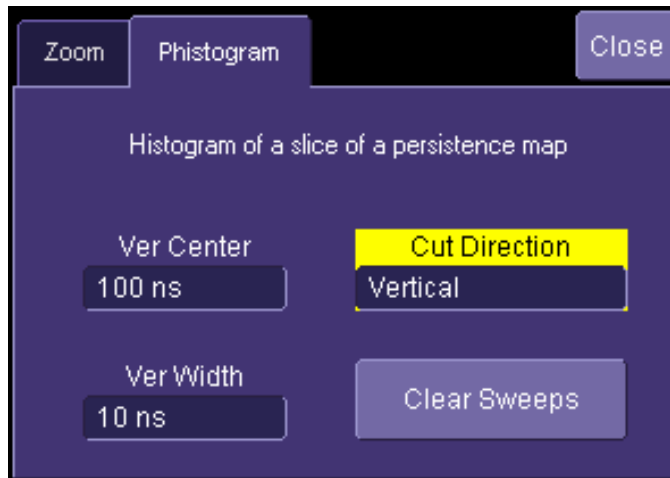 Zoom
Phistogram
Close
Histogram of a slice of a persistence map
Ver Center
100 ns
Cut Direction
Vertical
Ver Width
10 ns
Clear Sweeps